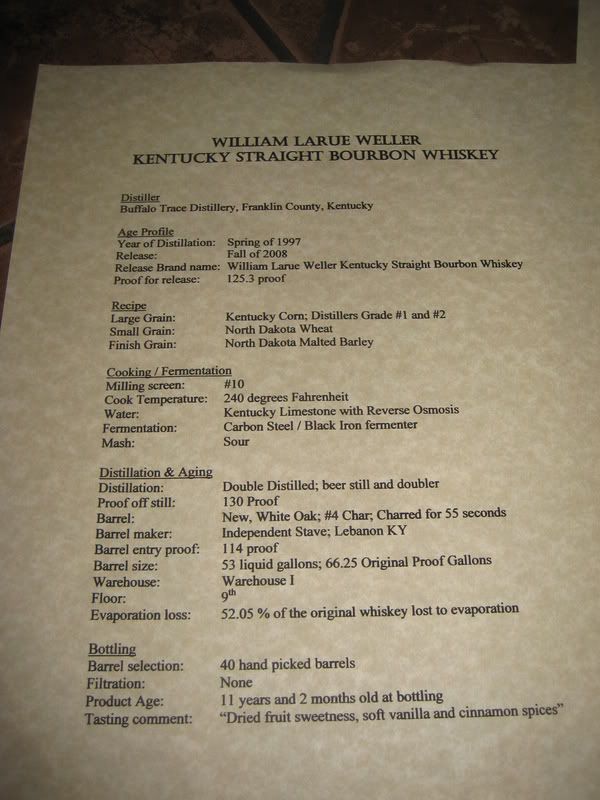 WILLIAM LARUE WELLER
KENTUCKY STRAIGHT BOURBON WHISKEY
Distiller
Buffalo Trace Distillery, Franklin County, Kentucky
Age Profile
Year of Distillation: Spring of 1997
Release: Fall of 2008
Release Brand name: William Larue Weller Kentucky Straight Bourbon Whiskey
Proof for release: 125.3 proof
Recipe
Large Grain: Kentucky Corn; Distillers Grade #1 and #2
Small Grain: North Dakota Wheat
Finish Grain: North Dakota Malted Barley
Cooking / Fermentation
Milling screen: #10
Cook Temperature: 240 degrees Fahrenheit
Water: Kentucky Limestone with Reverse Osmosis
Fermentation: Carbon Steel / Black Iron fermenter
Mash: Sour
Distillation & Aging
Distillation: Double Distilled; beer still and doubler
Proof off still: 130 Proof
Barrel: New, White Oak; #4 Char; Charred for 55 seconds
Barrel maker: Independent Stave; Lebanon KY
Barrel entry proof: 114 proof
Barrel size: 53 liquid gallons; 66.25 Original Proof Gallons
Warehouse: Warehouse I
Floor: 9th
Evaporation loss: 52.05 % of the original whiskey lost to evaporation
Bottling
Barrel selection: 40 hand picked barrels
Filtration: None
Product Age: 11 years and 2 months old at bottling
Tasting comment: "Dried fruit sweetness, soft vanilla and cinnamon spices"